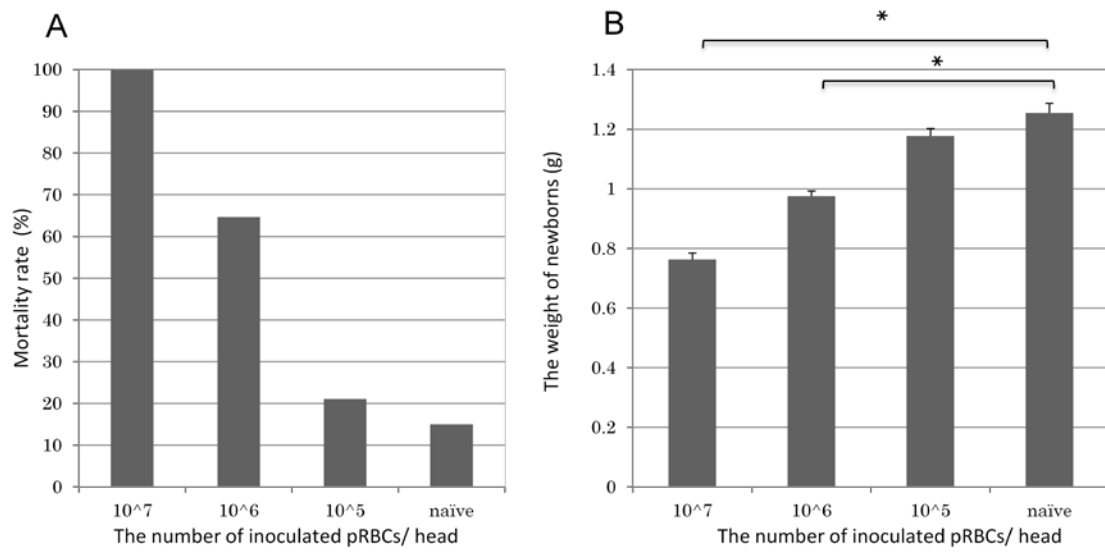 A
Mortality rate (%)
100
90
80
70
60
50
40
30
20
10
0
10^7 10^6 10^5 naïve
The number of inoculated pRBCs/ head
B
*
*
The weight of newborns (g)
1.4
1.2
1
0.8
0.6
0.4
0.2
0
10^7 10^6 10^5 naïve
The number of inoculated pRBCs/ head